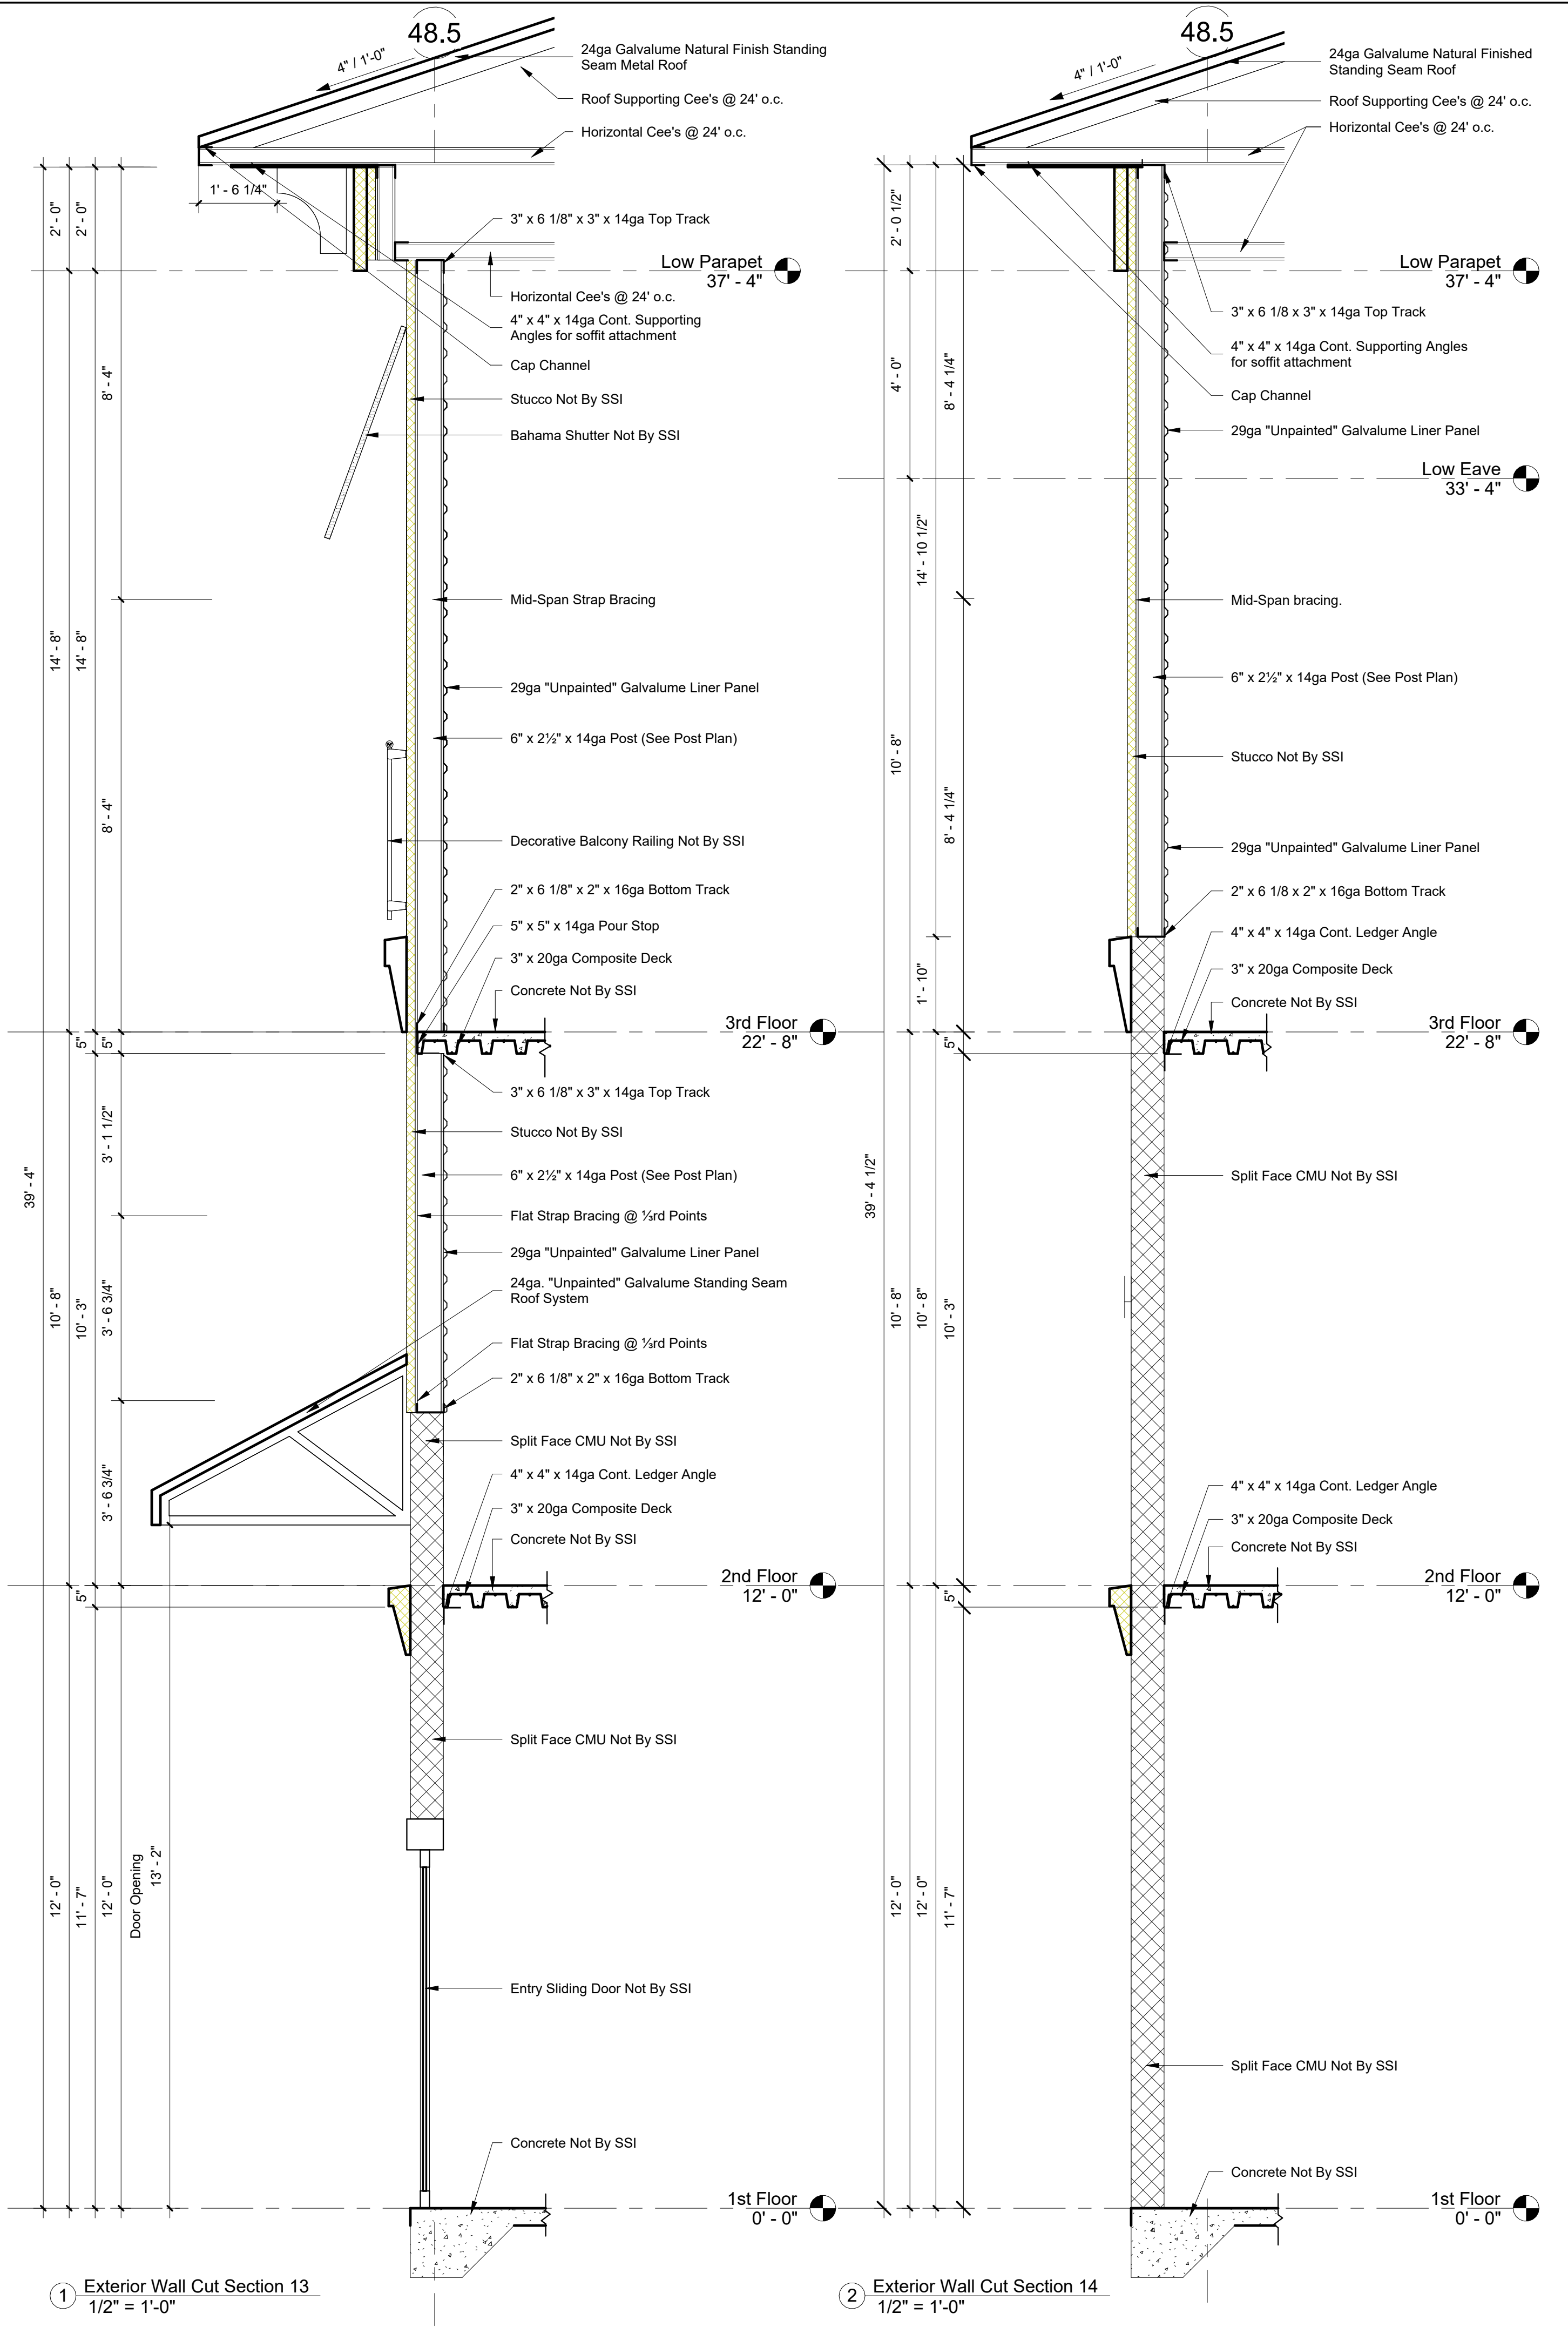 48.5
4" / 1'-0"
24ga Galvalume Natural Finish Standing
Seam Metal Roof
Roof Supporting Cee's @ 24' o.c.
Horizontal Cee's @ 24' o.c.
1' - 6 1/4"
2' - 0"
2' - 0"
3" x 6 1/8" x 3" x 14ga Top Track
Low Parapet
37' - 4"
Horizontal Cee's @ 24' o.c.
4" x 4" x 14ga Cont. Supporting
Angles for soffit attachment
Cap Channel
8' - 4"
Stucco Not By SSI
Bahama Shutter Not By SSI
Mid-Span Strap Bracing
14' - 8"
14' - 8"
29ga "Unpainted" Galvalume Liner Panel
6" x 2½" x 14ga Post (See Post Plan)
8' - 4"
Decorative Balcony Railing Not By SSI
2" x 6 1/8" x 2" x 16ga Bottom Track
5" x 5" x 14ga Pour Stop
3" x 20ga Composite Deck
Concrete Not By SSI
3rd Floor
22' - 8"
5"
5"
3" x 6 1/8" x 3" x 14ga Top Track
3' - 1 1/2"
Stucco Not By SSI
39' - 4"
6" x 2½" x 14ga Post (See Post Plan)
Flat Strap Bracing @ ⅓rd Points
29ga "Unpainted" Galvalume Liner Panel
24ga. "Unpainted" Galvalume Standing Seam
Roof System
10' - 8"
10' - 3"
3' - 6 3/4"
Flat Strap Bracing @ ⅓rd Points
2" x 6 1/8" x 2" x 16ga Bottom Track
Split Face CMU Not By SSI
4" x 4" x 14ga Cont. Ledger Angle
3' - 6 3/4"
3" x 20ga Composite Deck
Concrete Not By SSI
2nd Floor
12' - 0"
5"
Split Face CMU Not By SSI
12' - 0"
11' - 7"
12' - 0"
Door Opening
13' - 2"
Entry Sliding Door Not By SSI
Concrete Not By SSI
1st Floor
0' - 0"
1
Exterior Wall Cut Section 13
1/2" = 1'-0"
48.5
4" / 1'-0"
24ga Galvalume Natural Finished
Standing Seam Roof
Roof Supporting Cee's @ 24' o.c.
Horizontal Cee's @ 24' o.c.
2' - 0 1/2"
Low Parapet
37' - 4"
3" x 6 1/8 x 3" x 14ga Top Track
4" x 4" x 14ga Cont. Supporting Angles
for soffit attachment
4' - 0"
8' - 4 1/4"
Cap Channel
29ga "Unpainted" Galvalume Liner Panel
Low Eave
33' - 4"
14' - 10 1/2"
Mid-Span bracing.
6" x 2½" x 14ga Post (See Post Plan)
10' - 8"
Stucco Not By SSI
8' - 4 1/4"
29ga "Unpainted" Galvalume Liner Panel
2" x 6 1/8 x 2" x 16ga Bottom Track
4" x 4" x 14ga Cont. Ledger Angle
3" x 20ga Composite Deck
1' - 10"
Concrete Not By SSI
3rd Floor
22' - 8"
5"
39' - 4 1/2"
Split Face CMU Not By SSI
10' - 8"
10' - 8"
10' - 3"
4" x 4" x 14ga Cont. Ledger Angle
3" x 20ga Composite Deck
Concrete Not By SSI
2nd Floor
12' - 0"
5"
12' - 0"
12' - 0"
11' - 7"
Split Face CMU Not By SSI
Concrete Not By SSI
1st Floor
0' - 0"
2
Exterior Wall Cut Section 14
1/2" = 1'-0"